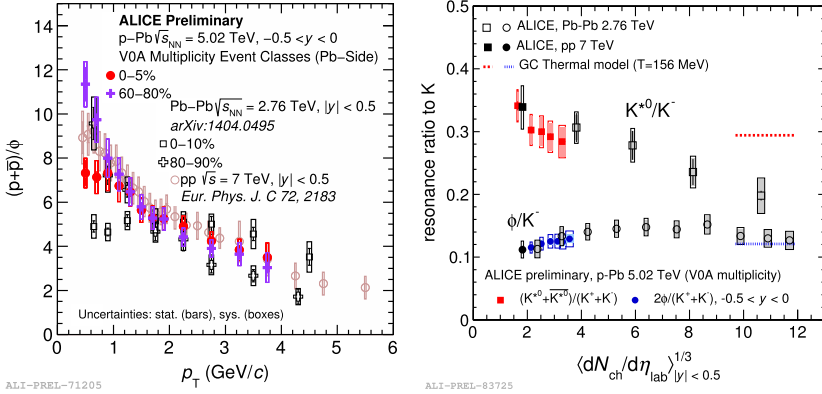 ALICE Preliminary
p-Pb √sNN = 5.02 TeV, -0.5 < y < 0
V0A Multiplicity Event Classes (Pb-Side)
0-5%
60-80%
Pb-Pb √sNN = 2.76 TeV, |y| < 0.5
arXiv:1404.0495
0-10%
80-90%
pp √s = 7 TeV, |y| < 0.5
Eur. Phys. J. C 72, 2183
Uncertainties: stat. (bars), sys. (boxes)
(p+p̅)/ϕ
14
12
10
8
6
4
2
0
0 1 2 3 4 5 6
pT (GeV/c)
ALI-PREL-71205
ALICE, Pb-Pb 2.76 TeV
ALICE, pp 7 TeV
GC Thermal model (T=156 MeV)
K*0/K-
ϕ/K-
ALICE preliminary, p-Pb 5.02 TeV (V0A multiplicity)
(K*0+K̅*̅0̅)/(K++K-)
2ϕ/(K++K-), -0.5 < y < 0
resonance ratio to K
0.5
0.4
0.3
0.2
0.1
0
0 2 4 6 8 10 12
⟨dNch/dηlab⟩1/3|y| < 0.5
ALI-PREL-83725